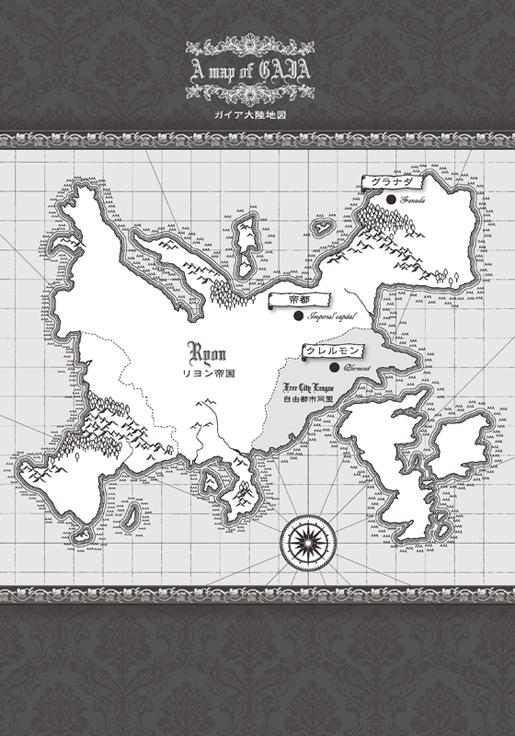 A map of GAIA
ガイア大陸地図
グラナダ
Granada
帝都
Imperial capital
クレルモン
Ryon
リヨン帝国
Free City League
自由都市同盟